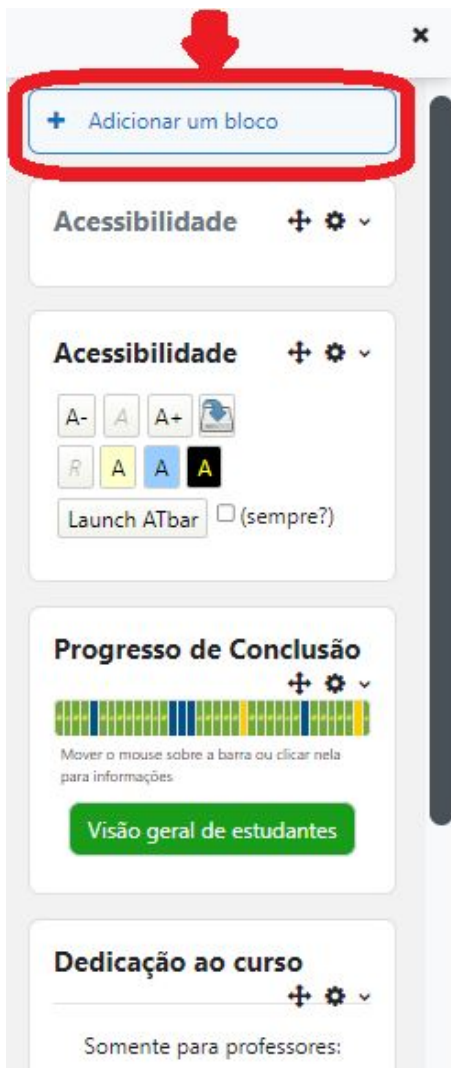 Adicionar um bloco
Acessibilidade
Acessibilidade
A- A A+
R A A A
Launch ATbar (sempre?)
Progresso de Conclusão
Mover o mouse sobre a barra ou clicar nela
para informações
Visão geral de estudantes
Dedicação ao curso
Somente para professores: